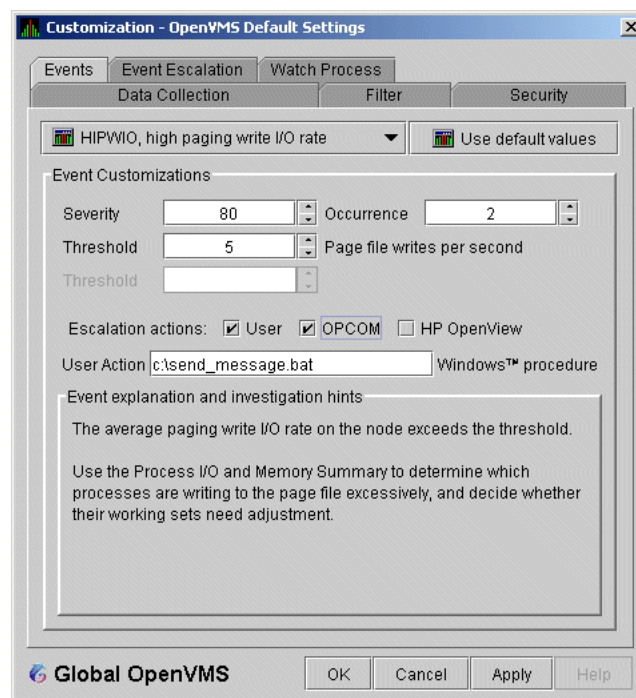 Customization - OpenVMS Default Settings
Events Event Escalation Watch Process
Data Collection Filter Security
HIPWIO, high paging write I/O rate Use default values
Event Customizations
Severity 80 Occurrence 2
Threshold 5 Page file writes per second
Threshold
Escalation actions: User OPCOM HP OpenView
User Action c:\send_message.bat Windows™ procedure
Event explanation and investigation hints
The average paging write I/O rate on the node exceeds the threshold.
Use the Process I/O and Memory Summary to determine which
processes are writing to the page file excessively, and decide whether
their working sets need adjustment.
Global OpenVMS OK Cancel Apply Help